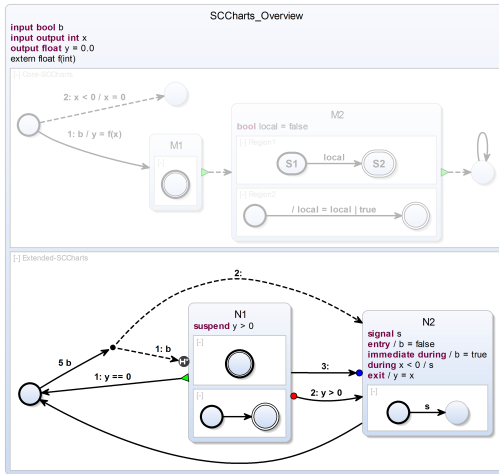 SCCharts_Overview
input bool b
input output int x
output float y = 0.0
extern float f(int)
[-] Core-SCCharts
2: x < 0 / x = 0
1: b / y = f(x)
M1
[-]
M2
bool local = false
[-] Region1
S1
local
S2
[-] Region2
/ local = local | true
[-] Extended-SCCharts
2:
5 b
1: b
H*
1: y == 0
N1
suspend y > 0
[-]
[-]
3:
2: y > 0
N2
signal s
entry / b = false
immediate during / b = true
during x < 0 / s
exit / y = x
[-]
s